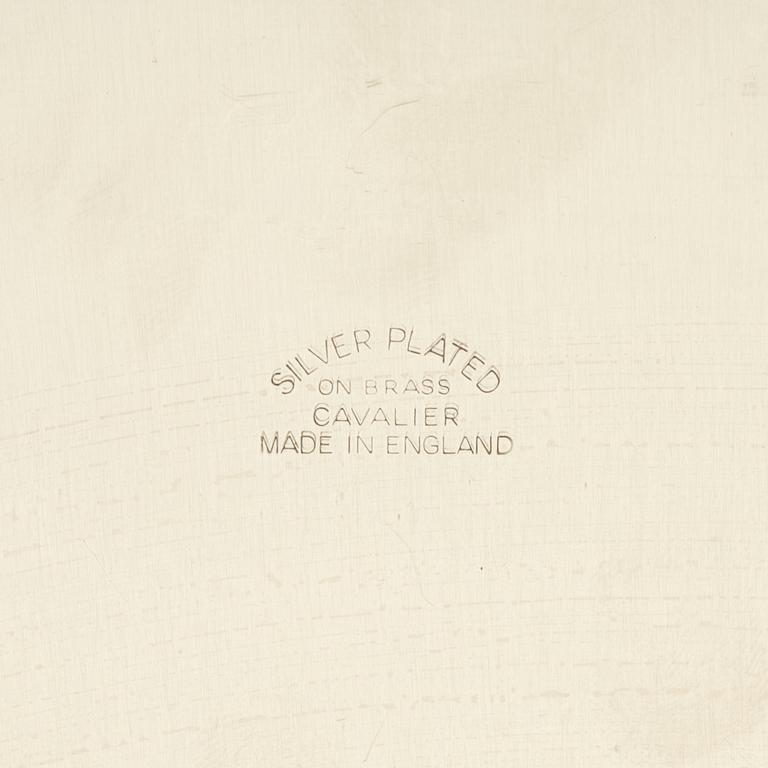 SILVER PLATED
ON BRASS
CAVALIER
MADE IN ENGLAND